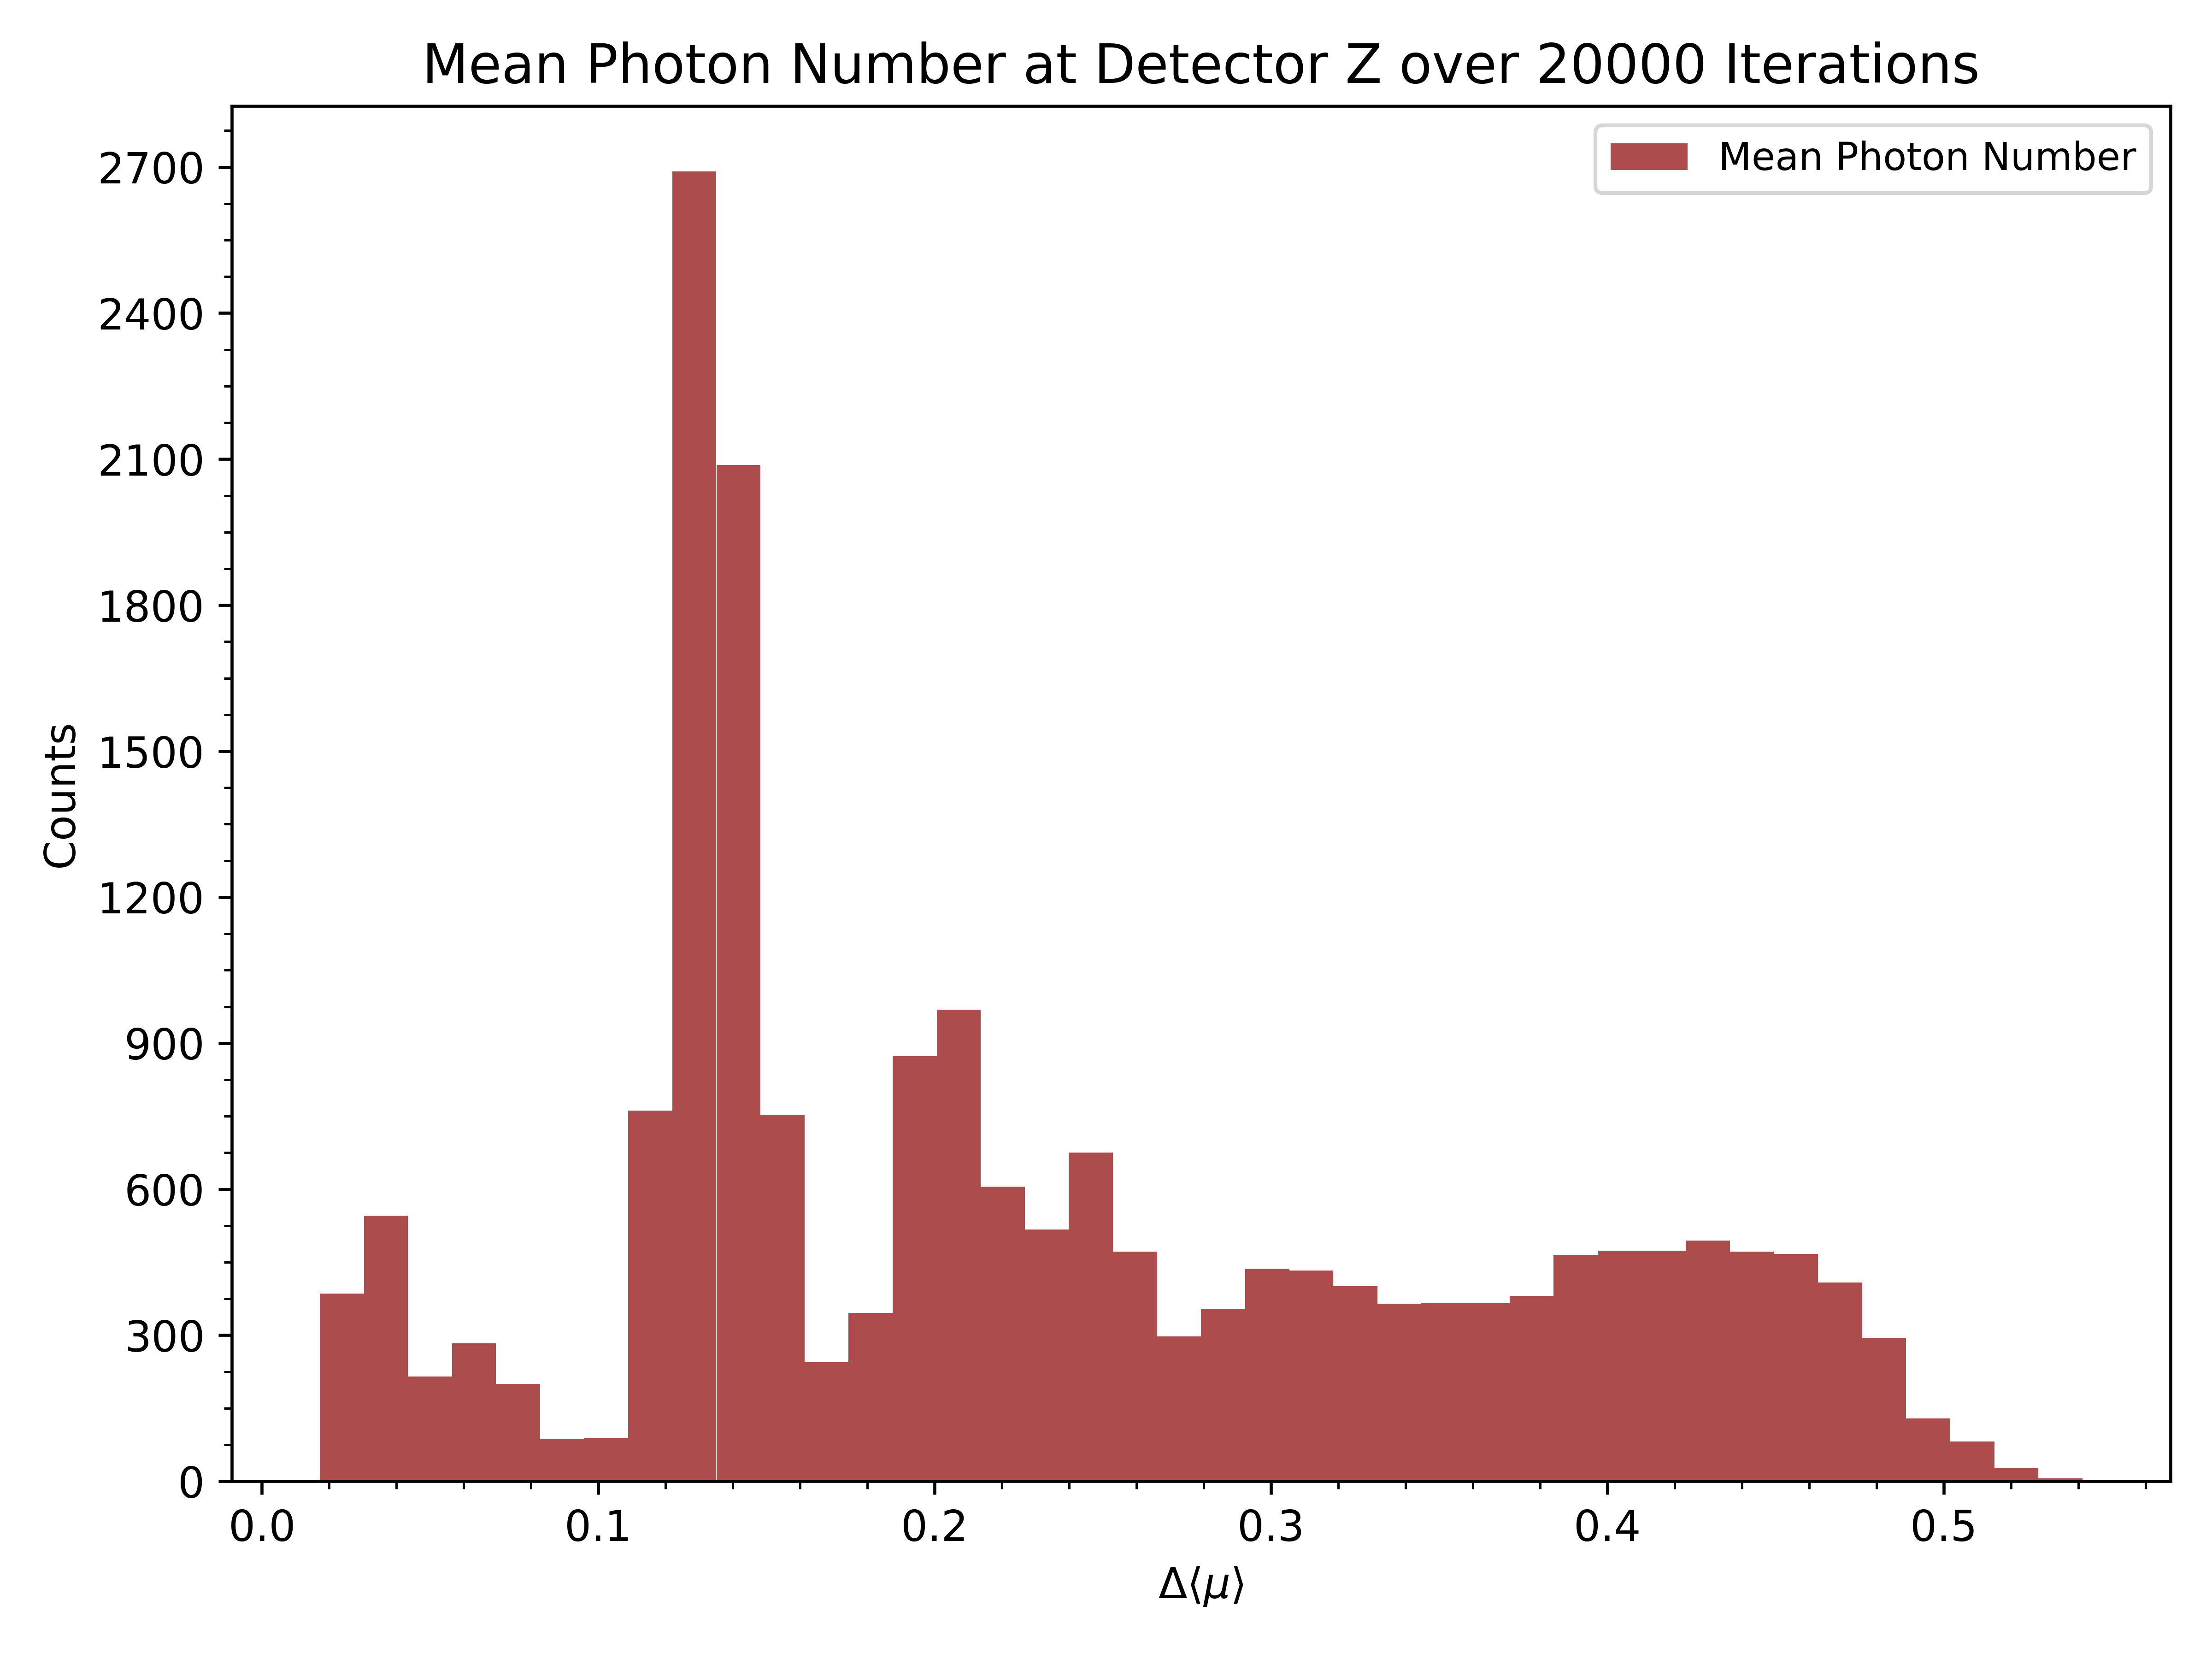 Mean Photon Number at Detector Z over 20000 Iterations
Mean Photon Number
2700
2400
2100
1800
1500
1200
900
600
300
0
Counts
0.0 0.1 0.2 0.3 0.4 0.5
Δ⟨μ⟩